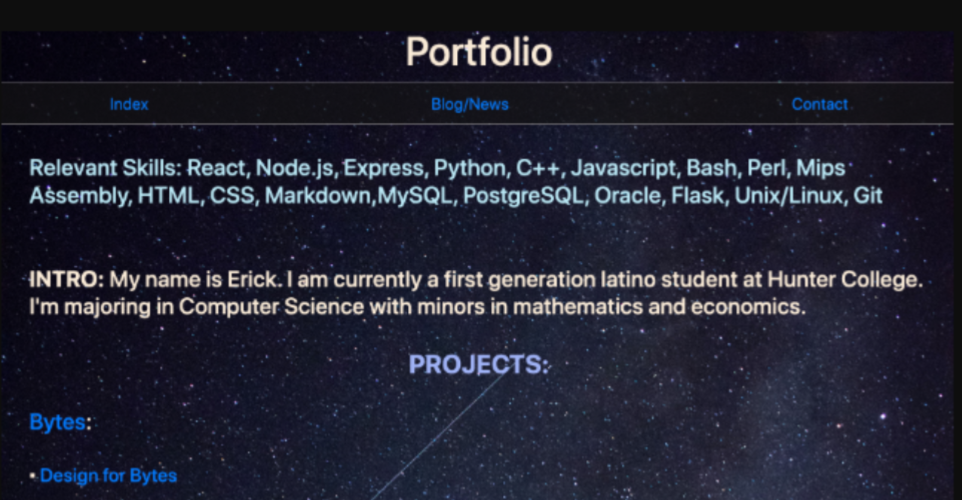 Portfolio
Index Blog/News Contact
Relevant Skills: React, Node.js, Express, Python, C++, Javascript, Bash, Perl, Mips
Assembly, HTML, CSS, Markdown,MySQL, PostgreSQL, Oracle, Flask, Unix/Linux, Git
INTRO: My name is Erick. I am currently a first generation latino student at Hunter College.
I'm majoring in Computer Science with minors in mathematics and economics.
PROJECTS:
Bytes:
• Design for Bytes